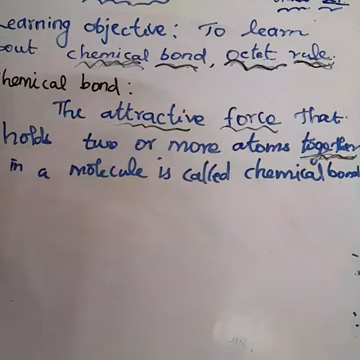 earning objective: To learn
out chemical bond, octet rule.
hemical bond:
The attractive force that
holds two or more atoms together
in a molecule is called chemical bond